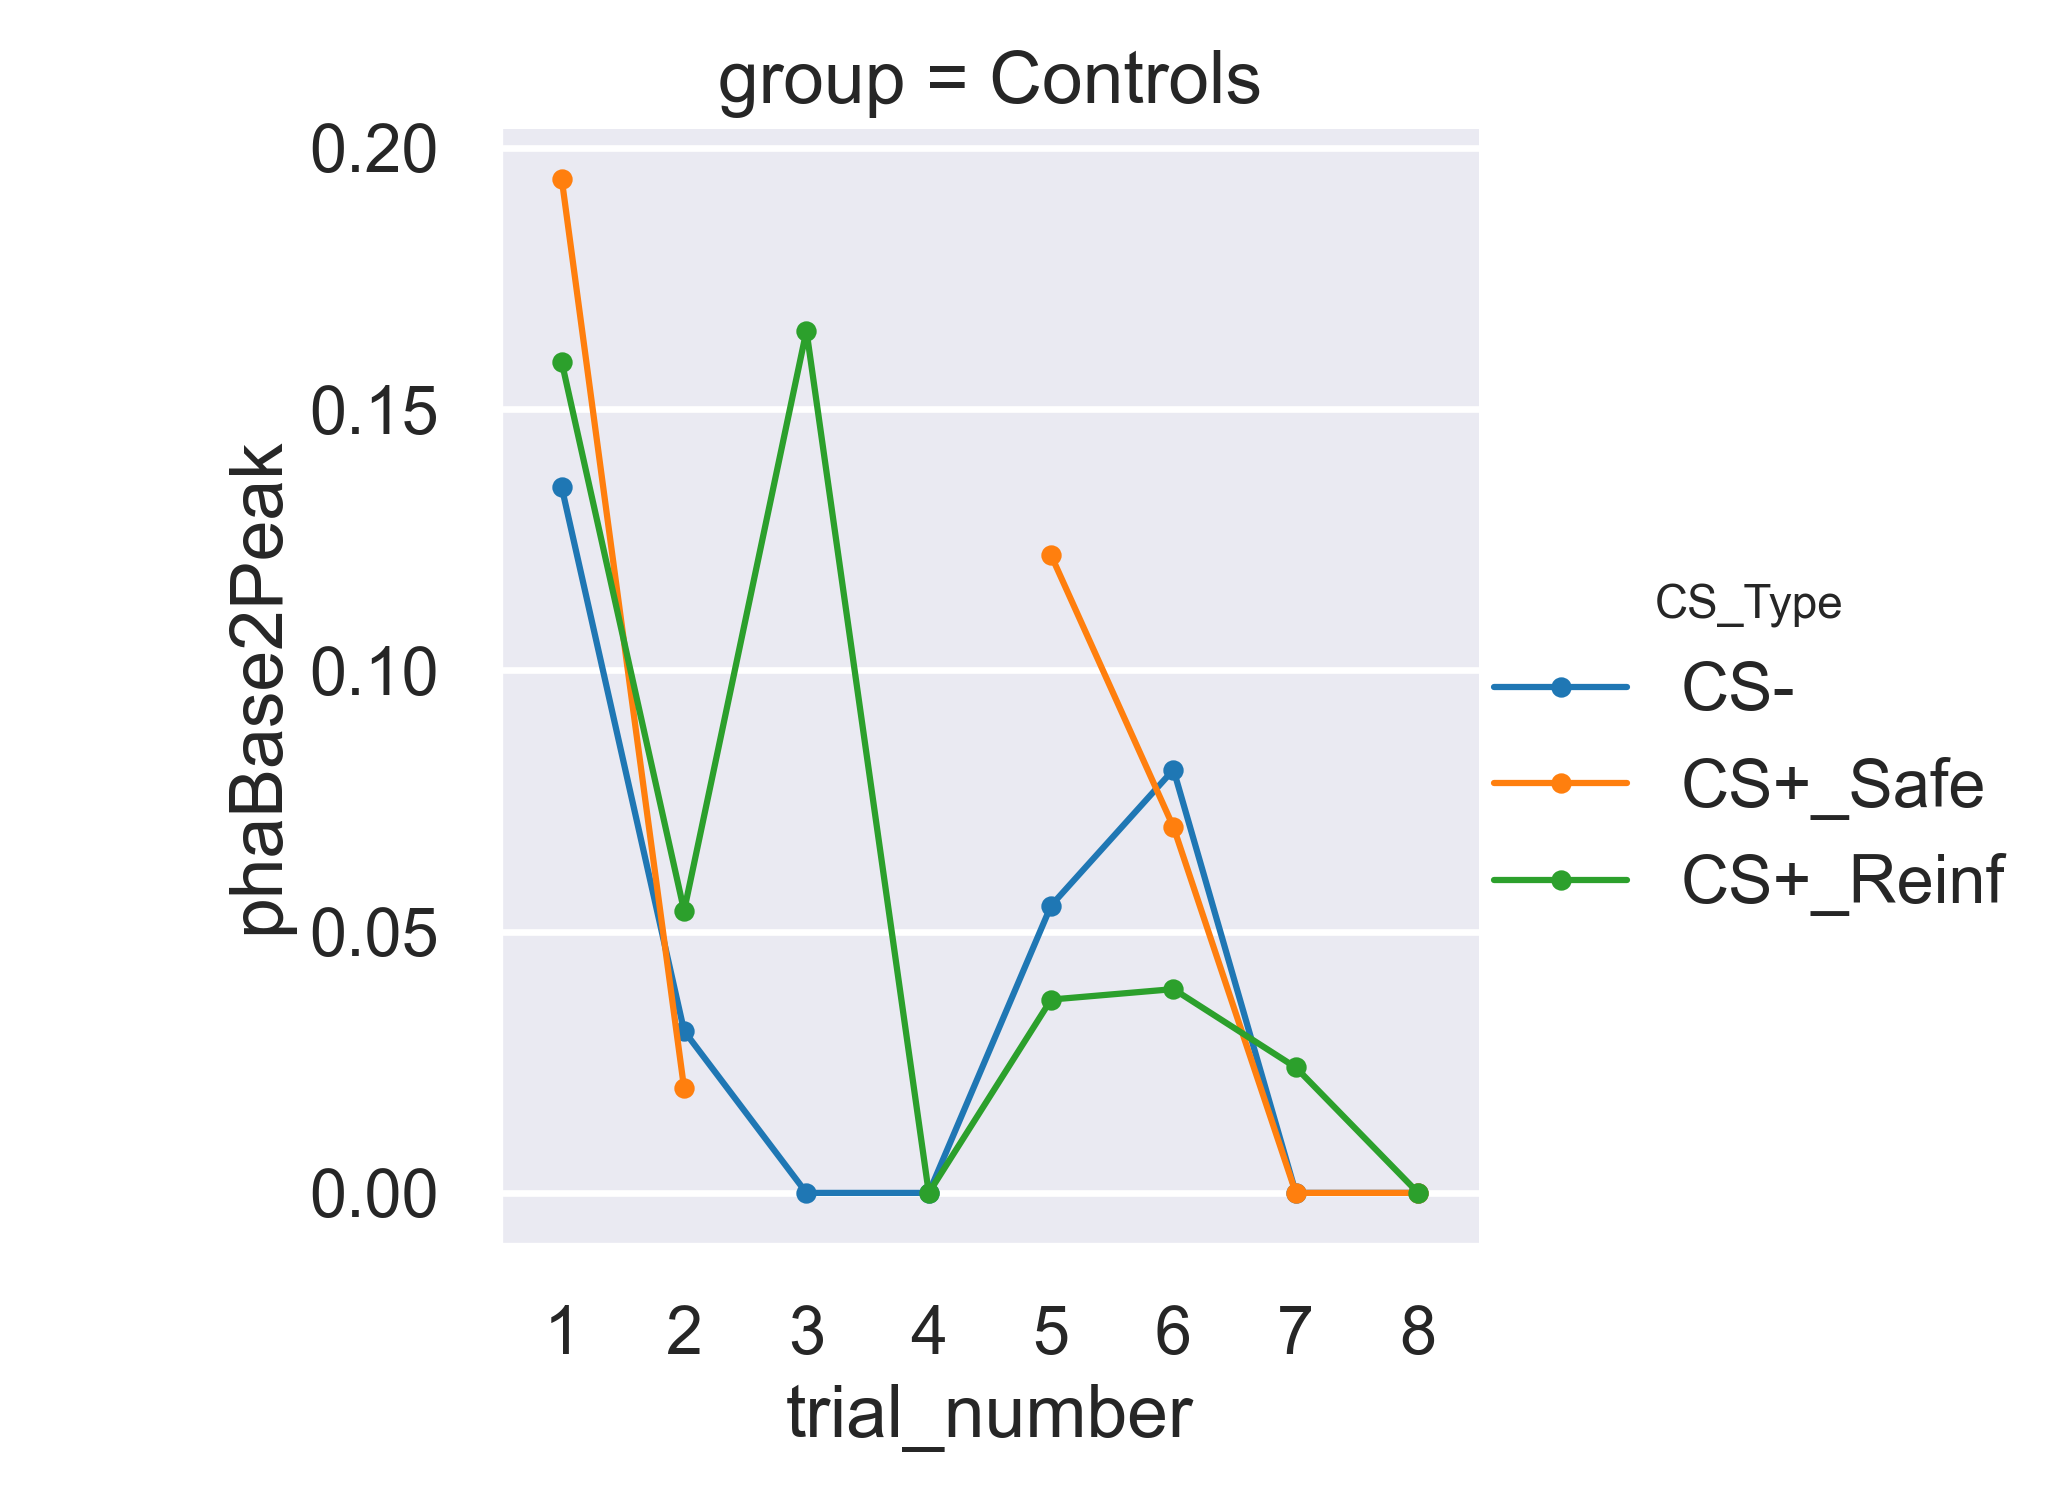 group = Controls
0.20
0.15
0.10
0.05
0.00
phaBase2Peak
1 2 3 4 5 6 7 8
trial_number
CS_Type
CS-
CS+_Safe
CS+_Reinf